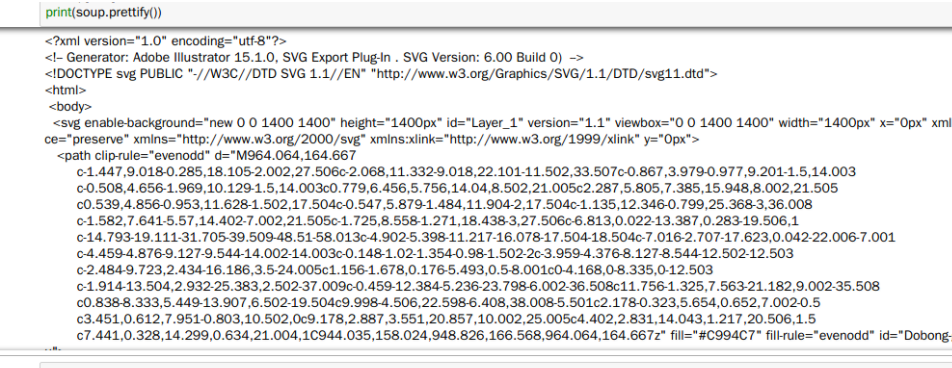 print(soup.prettify())
<?xml version="1.0" encoding="utf-8"?>
<!– Generator: Adobe Illustrator 15.1.0, SVG Export Plug-In . SVG Version: 6.00 Build 0)  –>
<!DOCTYPE svg PUBLIC "-//W3C//DTD SVG 1.1//EN" "http://www.w3.org/Graphics/SVG/1.1/DTD/svg11.dtd">
<html>
<body>
<svg enable-background="new 0 0 1400 1400" height="1400px" id="Layer_1" version="1.1" viewbox="0 0 1400 1400" width="1400px" x="0px" xml
ce="preserve" xmlns="http://www.w3.org/2000/svg" xmlns:xlink="http://www.w3.org/1999/xlink" y="0px">
<path clip-rule="evenodd" d="M964.064,164.667
c-1.447,9.018-0.285,18.105-2.002,27.506c-2.068,11.332-9.018,22.101-11.502,33.507c-0.867,3.979-0.977,9.201-1.5,14.003
c-0.508,4.656-1.969,10.129-1.5,14.003c0.779,6.456,5.756,14.04,8.502,21.005c2.287,5.805,7.385,15.948,8.002,21.505
c0.539,4.856-0.953,11.628-1.502,17.504c-0.547,5.879-1.484,11.904-2,17.504c-1.135,12.346-0.799,25.368-3,36.008
c-1.582,7.641-5.57,14.402-7.002,21.505c-1.725,8.558-1.271,18.438-3,27.506c-6.813,0.022-13.387,0.283-19.506,1
c-14.793-19.111-31.705-39.509-48.51-58.013c-4.902-5.398-11.217-16.078-17.504-18.504c-7.016-2.707-17.623,0.042-22.006-7.001
c-4.459-4.876-9.127-9.544-14.002-14.003c-0.148-1.02-1.354-0.98-1.502-2c-3.959-4.376-8.127-8.544-12.502-12.503
c-2.484-9.723,2.434-16.186,3.5-24.005c1.156-1.678,0.176-5.493,0.5-8.001c0-4.168,0-8.335,0-12.503
c-1.914-13.504,2.932-25.383,2.502-37.009c-0.459-12.384-5.236-23.798-6.002-36.508c11.756-1.325,7.563-21.182,9.002-35.508
c0.838-8.333,5.449-13.907,6.502-19.504c9.998-4.506,22.598-6.408,38.008-5.501c2.178-0.323,5.654,0.652,7.002-0.5
c3.451,0.612,7.951-0.803,10.502,0c9.178,2.887,3.551,20.857,10.002,25.005c4.402,2.831,14.043,1.217,20.506,1.5
c7.441,0.328,14.299,0.634,21.004,1C944.035,158.024,948.826,166.568,964.064,164.667z" fill="#C994C7" fill-rule="evenodd" id="Dobong-